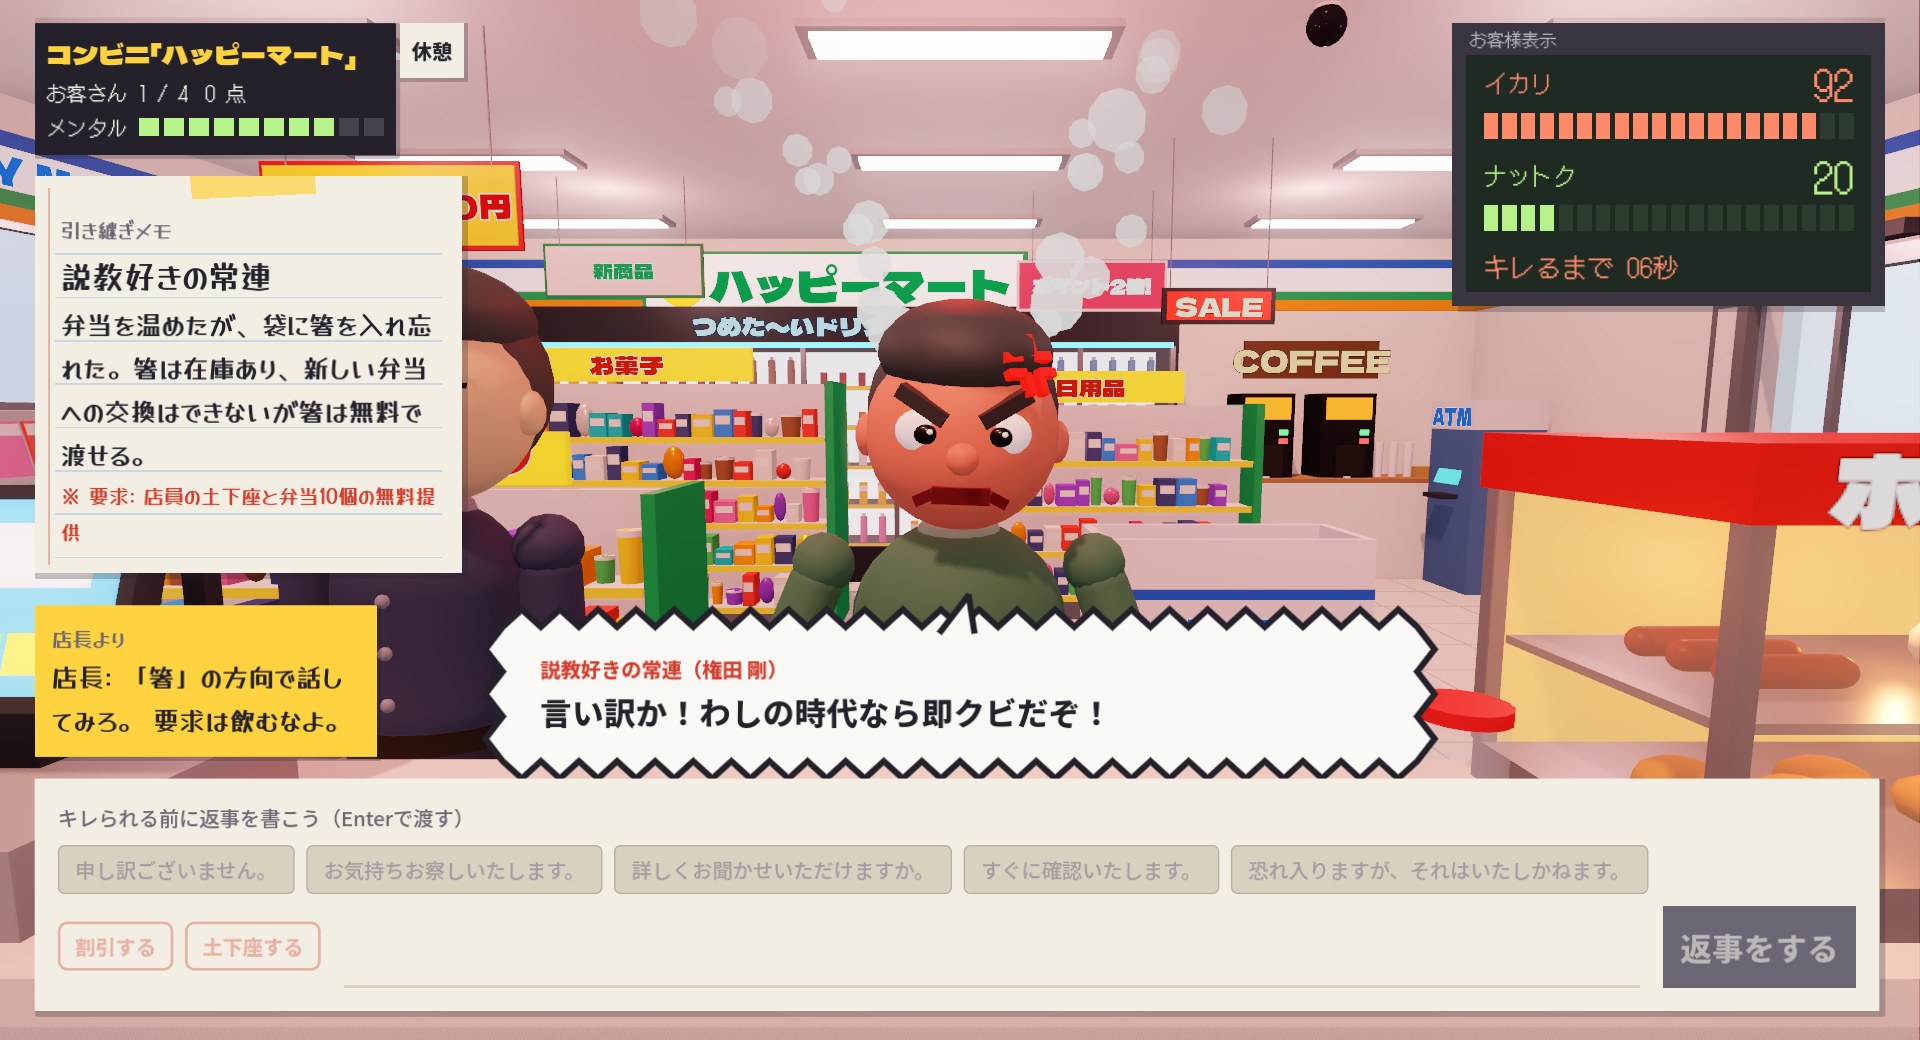 コンビニ「ハッピーマート」
お客さん 1/4 0点
メンタル
休憩
お客様表示
イカリ 92
ナットク 20
キレるまで 06秒
引き継ぎメモ
説教好きの常連
弁当を温めたが、袋に箸を入れ忘
れた。箸は在庫あり、新しい弁当
への交換はできないが箸は無料で
渡せる。
※ 要求: 店員の土下座と弁当10個の無料提
供
0円
新商品
ハッピーマート
ポイント2倍!
SALE
つめた〜いドリ
お菓子
日用品
COFFEE
ATM
ホ
店長より
店長: 「箸」の方向で話し
てみろ。 要求は飲むなよ。
説教好きの常連（権田 剛）
言い訳か！わしの時代なら即クビだぞ！
キレられる前に返事を書こう（Enterで渡す）
申し訳ございません。
お気持ちお察しいたします。
詳しくお聞かせいただけますか。
すぐに確認いたします。
恐れ入りますが、それはいたしかねます。
割引する
土下座する
返事をする